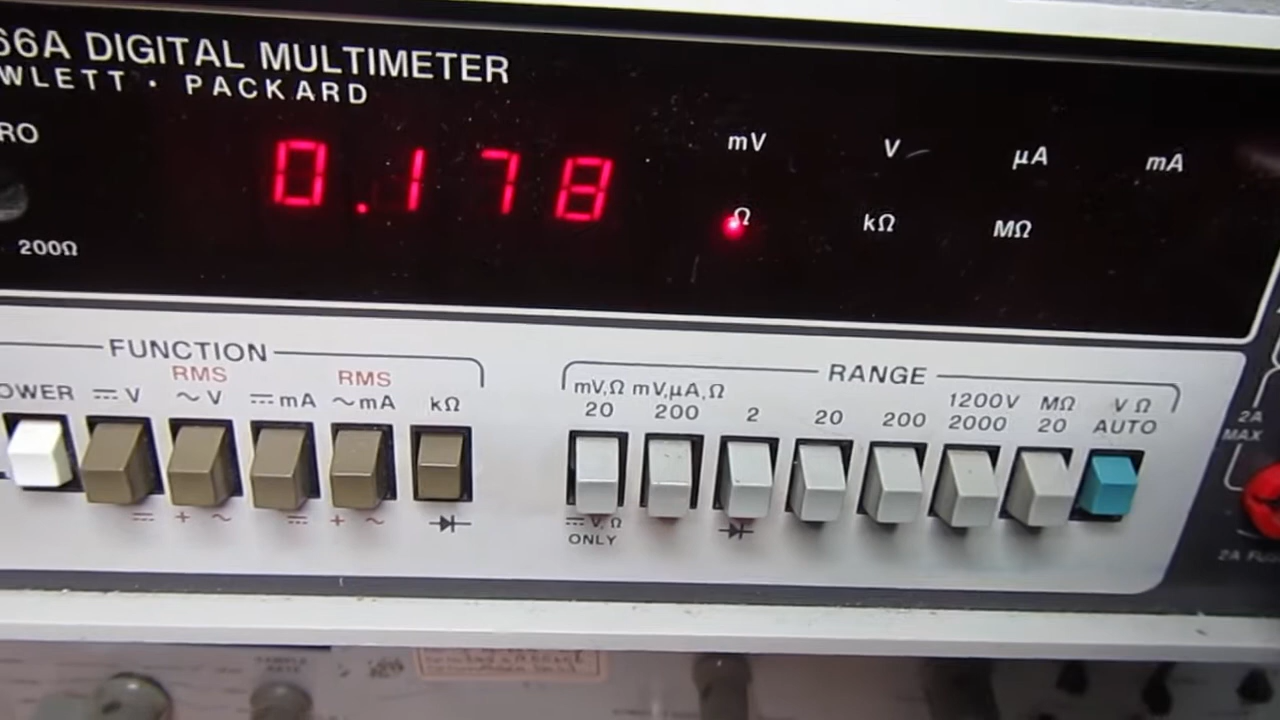 66A DIGITAL MULTIMETER
WLETT · PACKARD
RO
0.178
mV V µA mA
Ω kΩ MΩ
200Ω
FUNCTION
OWER ⎓V RMS ~V ⎓mA RMS ~mA kΩ
⎓ + ~ ⎓ + ~
RANGE
mV,Ω mV,µA,Ω 1200V MΩ VΩ
20 200 2 20 200 2000 20 AUTO
⎓V,Ω
ONLY
2A
MAX
2A FU